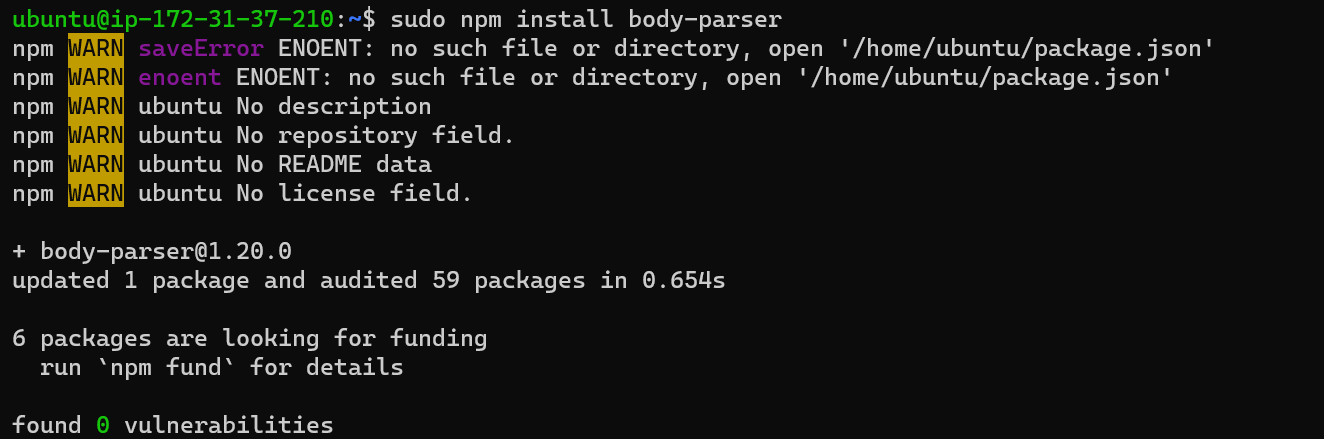 ubuntu@ip-172-31-37-210:~$ sudo npm install body-parser
npm WARN saveError ENOENT: no such file or directory, open '/home/ubuntu/package.json'
npm WARN enoent ENOENT: no such file or directory, open '/home/ubuntu/package.json'
npm WARN ubuntu No description
npm WARN ubuntu No repository field.
npm WARN ubuntu No README data
npm WARN ubuntu No license field.
+ body-parser@1.20.0
updated 1 package and audited 59 packages in 0.654s
6 packages are looking for funding
run `npm fund` for details
found 0 vulnerabilities